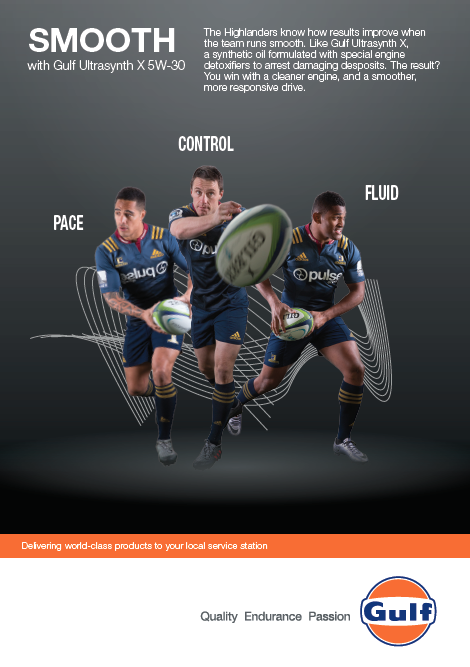 SMOOTH
with Gulf Ultrasynth X 5W-30
The Highlanders know how results improve when
the team runs smooth. Like Gulf Ultrasynth X,
a synthetic oil formulated with special engine
detoxifiers to arrest damaging desposits. The result?
You win with a cleaner engine, and a smoother,
more responsive drive.
CONTROL
FLUID
PACE
pulse
Delivering world-class products to your local service station
Quality Endurance Passion
Gulf